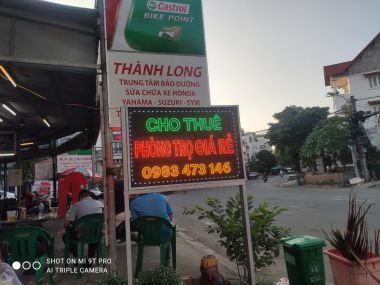 Castrol
BIKE POINT
THÀNH LONG
TRUNG TÂM BẢO DƯỠNG
SỬA CHỮA XE HONDA
YAHAMA - SUZUKI - SYM
CHO THUÊ
PHÒNG TRỌ GIÁ RẺ
0983 473 146
SHOT ON MI 9T PRO
AI TRIPLE CAMERA